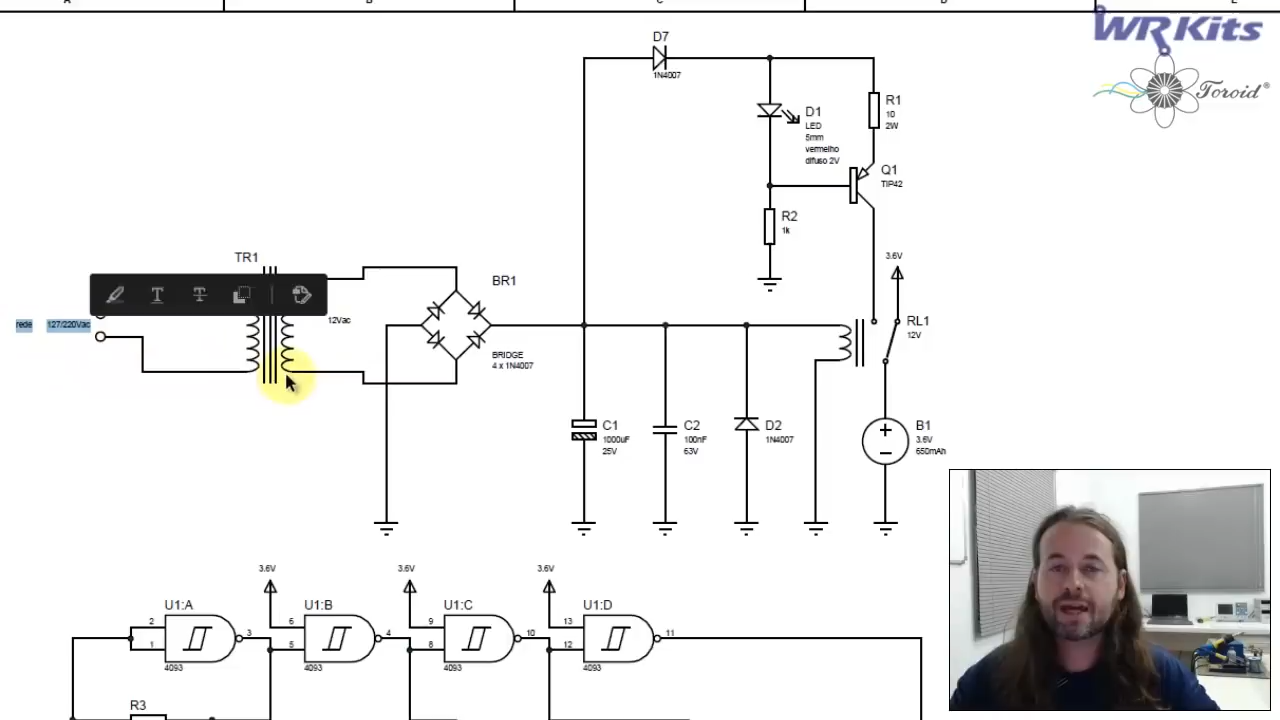 WR Kits
Toroid®
D7
1N4007
D1
LED
5mm
vermelho
difuso 2V
R1
10
2W
Q1
TIP42
R2
1k
TR1
3.6V
BR1
rede 127/220Vac
12Vac
RL1
12V
BRIDGE
4 x 1N4007
C1
1000uF
25V
C2
100nF
63V
D2
1N4007
B1
3.6V
650mAh
3.6V
3.6V
3.6V
U1:A
U1:B
U1:C
U1:D
2
1
3
4093
6
5
4
4093
9
8
10
4093
13
12
11
4093
R3